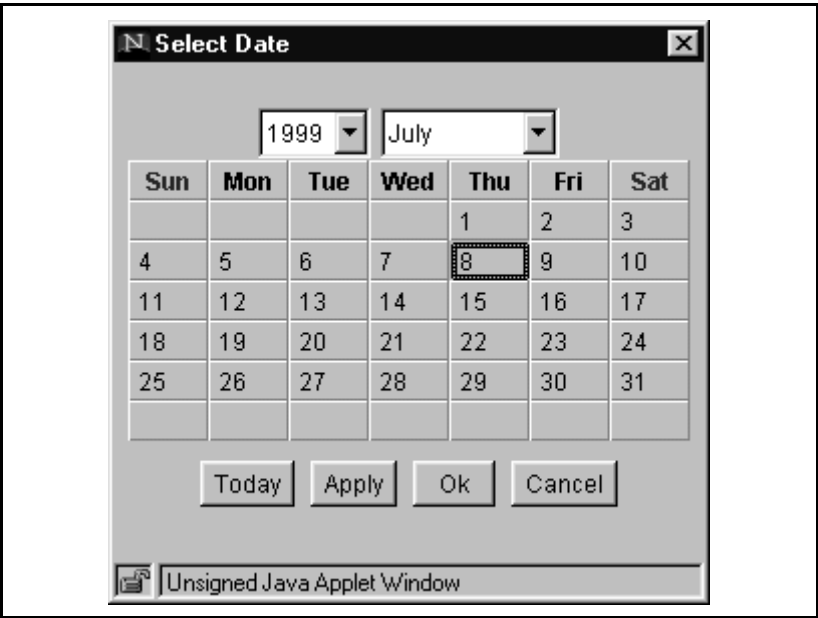 N Select Date
1999 July
Sun Mon Tue Wed Thu Fri Sat
1 2 3
4 5 6 7 8 9 10
11 12 13 14 15 16 17
18 19 20 21 22 23 24
25 26 27 28 29 30 31
Today Apply Ok Cancel
Unsigned Java Applet Window